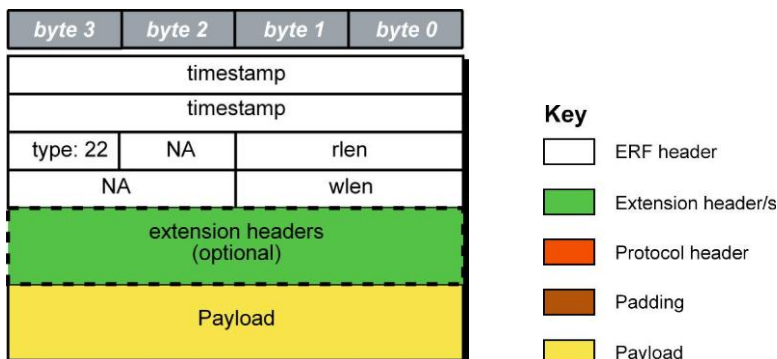 byte 3 byte 2 byte 1 byte 0
timestamp
timestamp
type: 22 NA rlen
NA wlen
extension headers
(optional)
Payload
Key
ERF header
Extension header/s
Protocol header
Padding
Payload